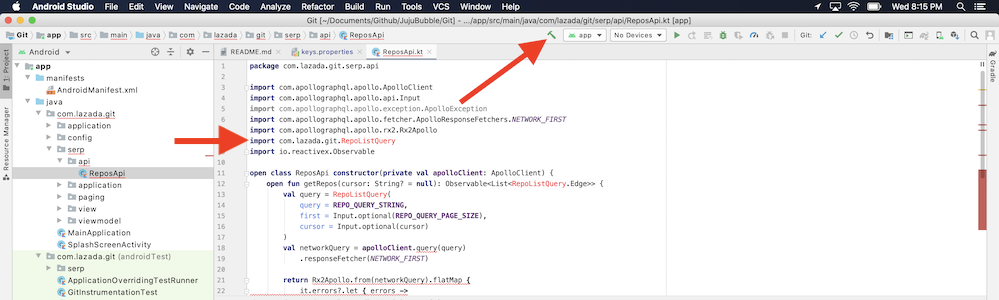 Android Studio File Edit View Navigate Code Analyze Refactor Build Run Tools VCS Window Help Wed 8:15 PM
Git [~/Documents/Github/JujuBubble/Git] - .../app/src/main/java/com/lazada/git/serp/api/ReposApi.kt [app]
Git app src main java com lazada git serp api ReposApi app No Devices Git:
Android README.md keys.properties ReposApi.kt
1: Project
Resource Manager
Gradle
app
manifests
AndroidManifest.xml
java
com.lazada.git
application
config
serp
api
ReposApi
application
paging
view
viewmodel
MainApplication
SplashScreenActivity
com.lazada.git (androidTest)
serp
ApplicationOverridingTestRunner
GitInstrumentationTest
1 package com.lazada.git.serp.api
2
3 import com.apollographql.apollo.ApolloClient
4 import com.apollographql.apollo.api.Input
5 import com.apollographql.apollo.exception.ApolloException
6 import com.apollographql.apollo.fetcher.ApolloResponseFetchers.NETWORK_FIRST
7 import com.apollographql.apollo.rx2.Rx2Apollo
8 import com.lazada.git.RepoListQuery
9 import io.reactivex.Observable
10
11 open class ReposApi constructor(private val apolloClient: ApolloClient) {
12 open fun getRepos(cursor: String? = null): Observable<List<RepoListQuery.Edge>> {
13 val query = RepoListQuery(
14 query = REPO_QUERY_STRING,
15 first = Input.optional(REPO_QUERY_PAGE_SIZE),
16 cursor = Input.optional(cursor)
17 )
18 val networkQuery = apolloClient.query(query)
19 .responseFetcher(NETWORK_FIRST)
20
21 return Rx2Apollo.from(networkQuery).flatMap {
22 it.errors?.let { errors ->